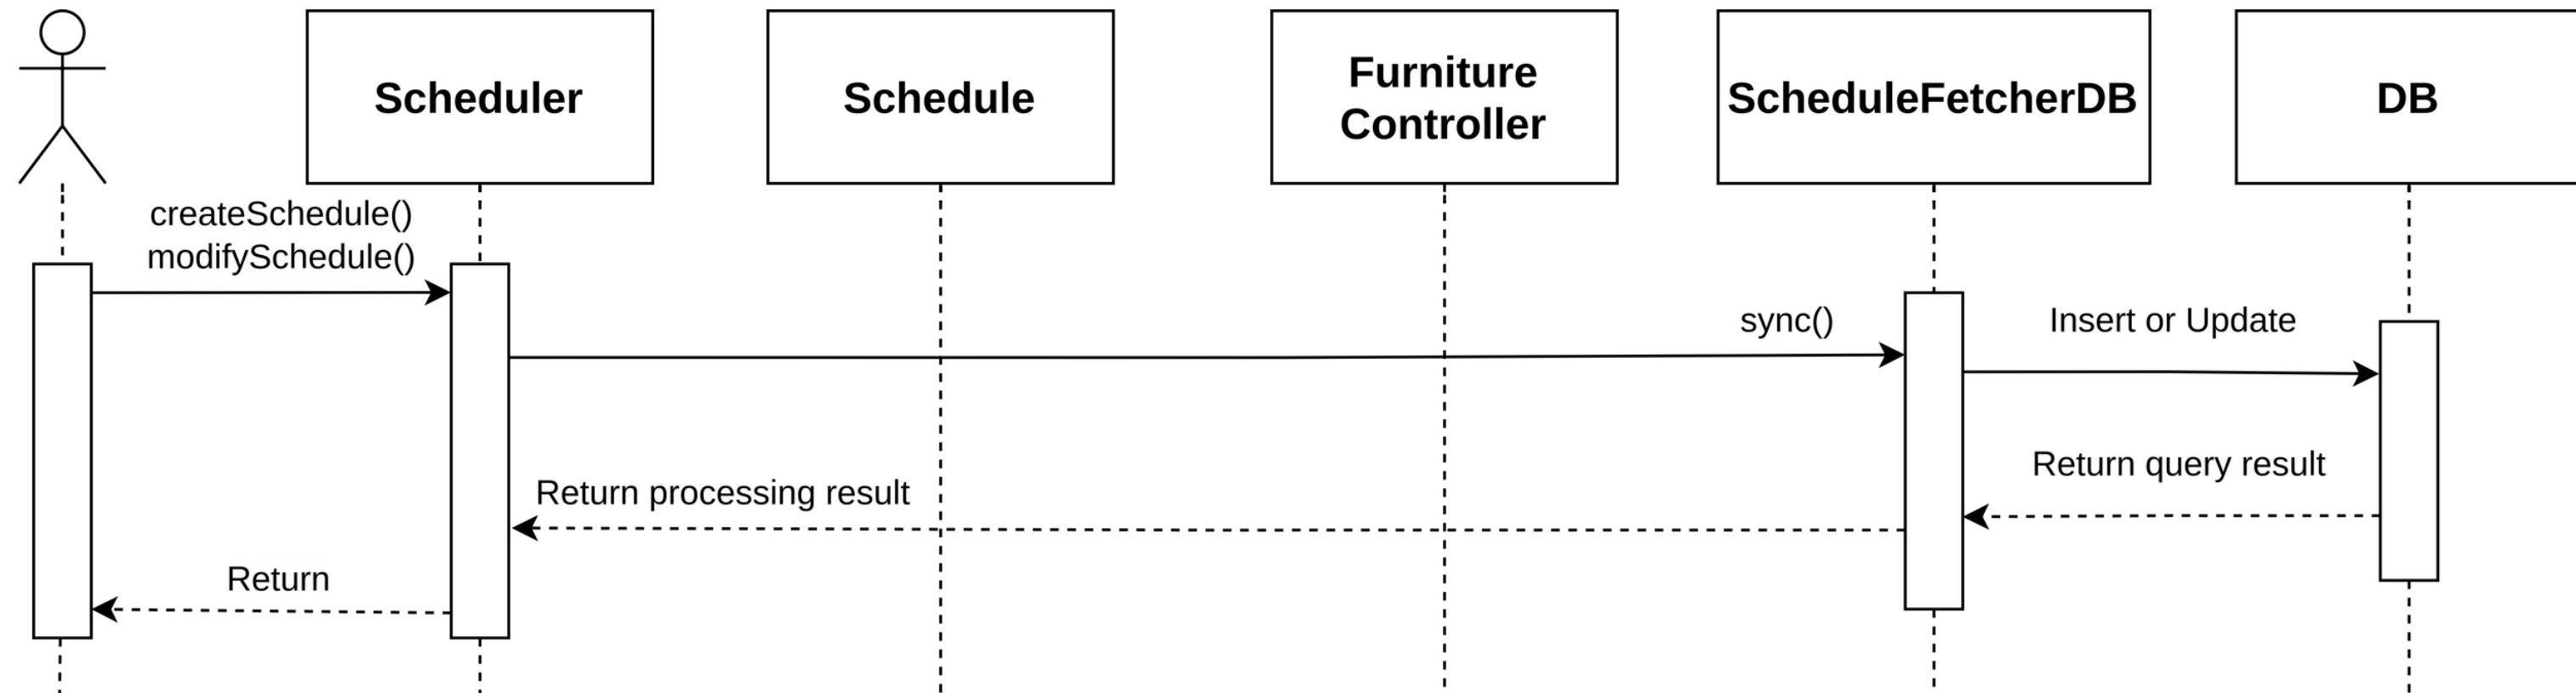 Scheduler
Schedule
Furniture
Controller
ScheduleFetcherDB
DB
createSchedule()
modifySchedule()
sync()
Insert or Update
Return query result
Return processing result
Return